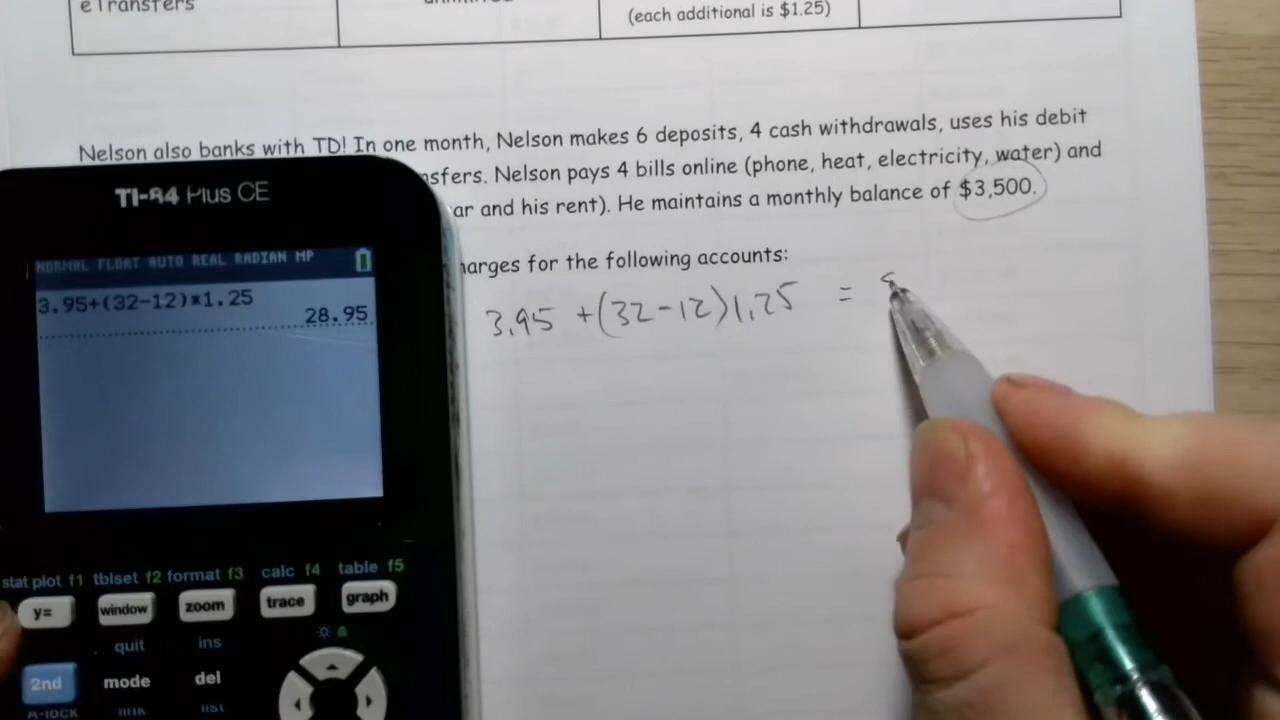 eTransfers
(each additional is $1.25)
Nelson also banks with TD! In one month, Nelson makes 6 deposits, 4 cash withdrawals, uses his debit
sfers. Nelson pays 4 bills online (phone, heat, electricity, water) and
ar and his rent). He maintains a monthly balance of $3,500.
harges for the following accounts:
3.95 +(32-12)1.25 =
TI-84 Plus CE
NORMAL FLOAT AUTO REAL RADIAN MP
3.95+(32-12)*1.25
28.95
stat plot f1 tblset f2 format f3 calc f4 table f5
y= window zoom trace graph
quit ins
2nd mode del
A-LOCK LINK LIST